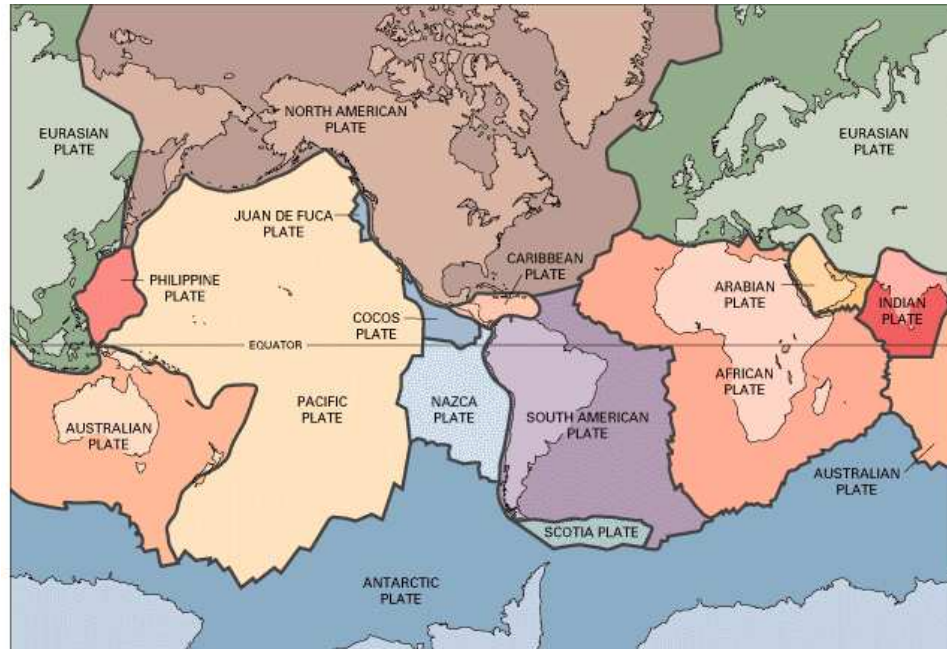 NORTH AMERICAN
PLATE
EURASIAN
PLATE
EURASIAN
PLATE
JUAN DE FUCA
PLATE
CARIBBEAN
PLATE
PHILIPPINE
PLATE
ARABIAN
PLATE
INDIAN
PLATE
COCOS
PLATE
EQUATOR
AFRICAN
PLATE
PACIFIC
PLATE
NAZCA
PLATE
SOUTH AMERICAN
PLATE
AUSTRALIAN
PLATE
AUSTRALIAN
PLATE
SCOTIA PLATE
ANTARCTIC
PLATE